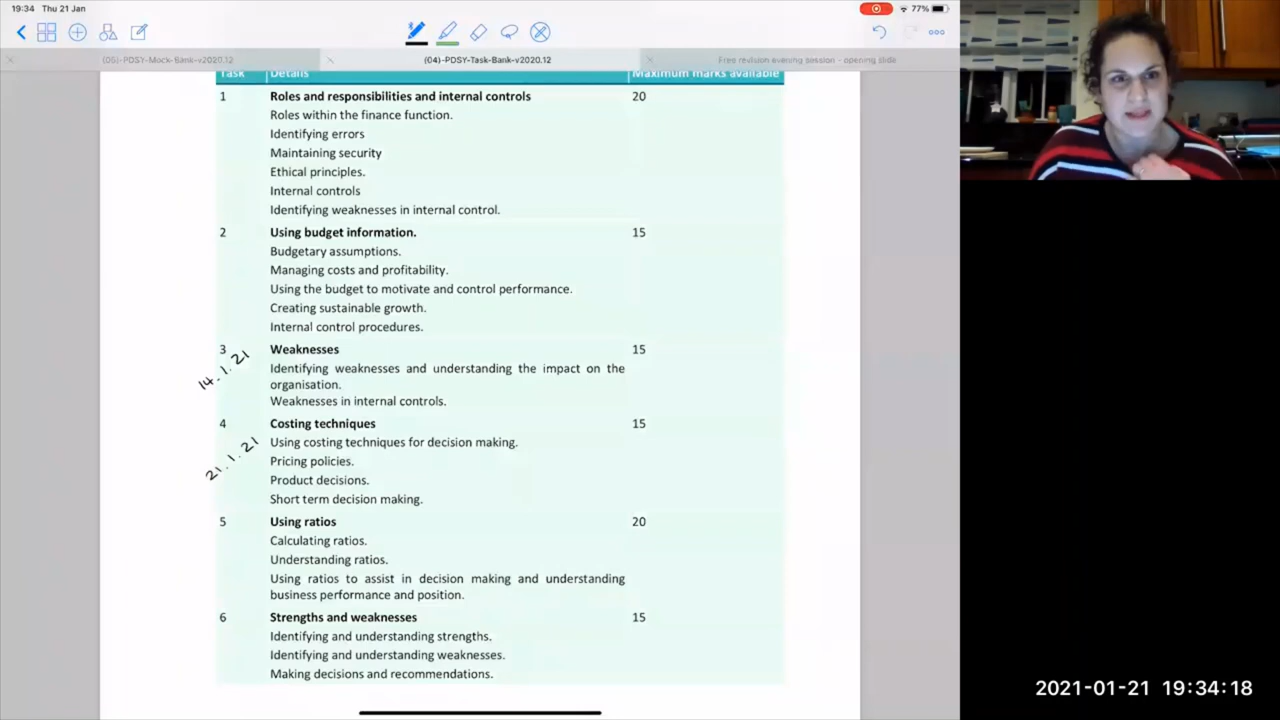 19:34 Thu 21 Jan
77%
(05)-PDSY-Mock-Bank-v2020.12
(04)-PDSY-Task-Bank-v2020.12
Free revision evening session - opening slide
Task Details Maximum marks available
1 Roles and responsibilities and internal controls 20
Roles within the finance function.
Identifying errors
Maintaining security
Ethical principles.
Internal controls
Identifying weaknesses in internal control.
2 Using budget information. 15
Budgetary assumptions.
Managing costs and profitability.
Using the budget to motivate and control performance.
Creating sustainable growth.
Internal control procedures.
3 Weaknesses 15
14.1.21
Identifying weaknesses and understanding the impact on the
organisation.
Weaknesses in internal controls.
4 Costing techniques 15
21.1.21
Using costing techniques for decision making.
Pricing policies.
Product decisions.
Short term decision making.
5 Using ratios 20
Calculating ratios.
Understanding ratios.
Using ratios to assist in decision making and understanding
business performance and position.
6 Strengths and weaknesses 15
Identifying and understanding strengths.
Identifying and understanding weaknesses.
Making decisions and recommendations.
2021-01-21 19:34:18